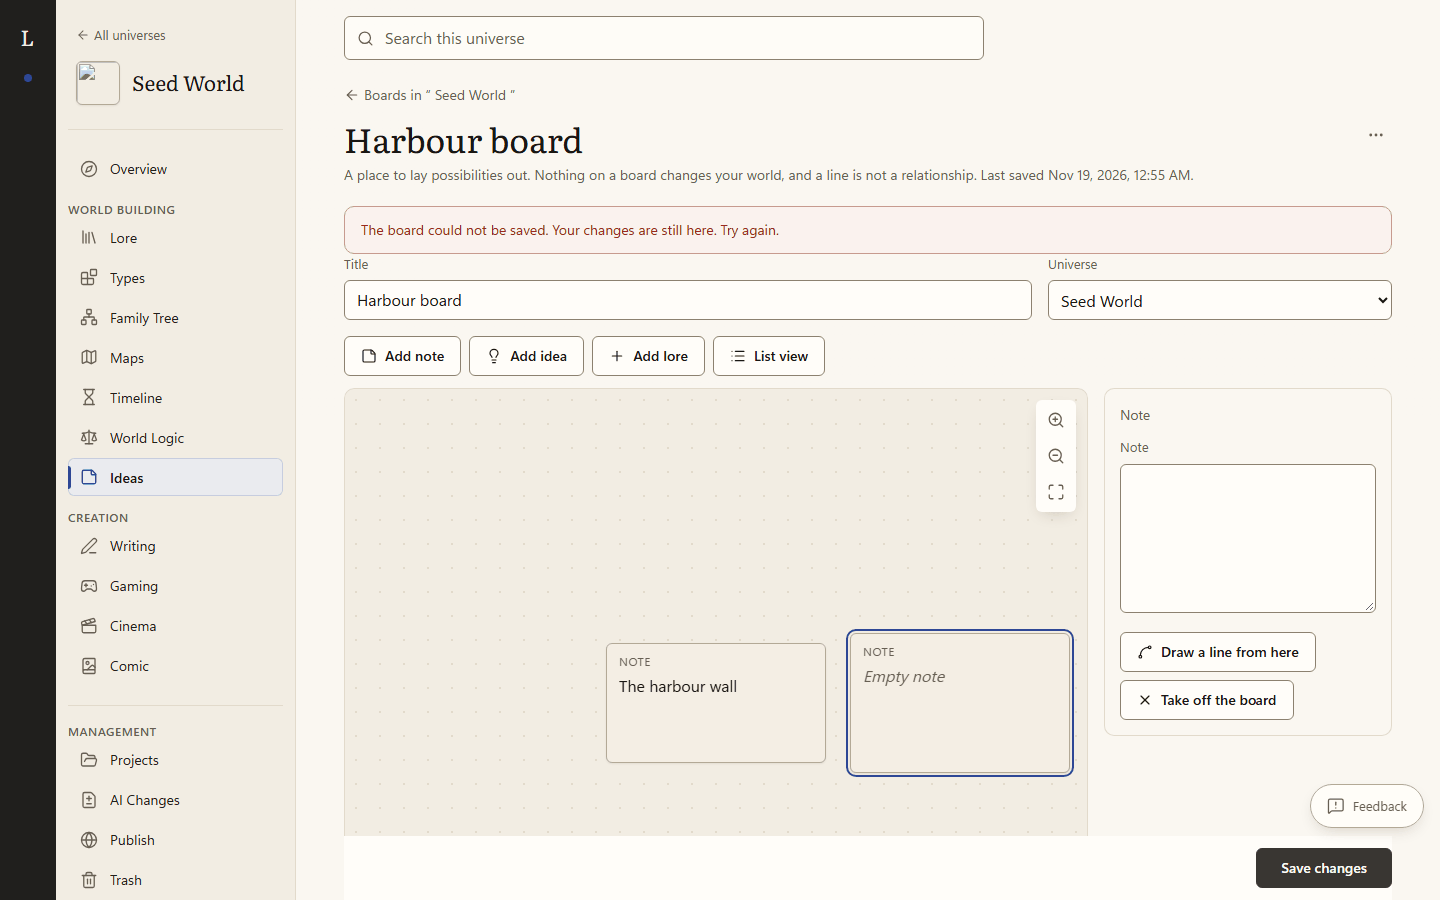 L
All universes
Seed World
Overview
WORLD BUILDING
Lore
Types
Family Tree
Maps
Timeline
World Logic
Ideas
CREATION
Writing
Gaming
Cinema
Comic
MANAGEMENT
Projects
AI Changes
Publish
Trash
Search this universe
Boards in “ Seed World ”
Harbour board
A place to lay possibilities out. Nothing on a board changes your world, and a line is not a relationship. Last saved Nov 19, 2026, 12:55 AM.
The board could not be saved. Your changes are still here. Try again.
Title
Universe
Harbour board
Seed World
Add note
Add idea
Add lore
List view
NOTE
The harbour wall
NOTE
Empty note
Note
Note
Draw a line from here
Take off the board
Feedback
Save changes